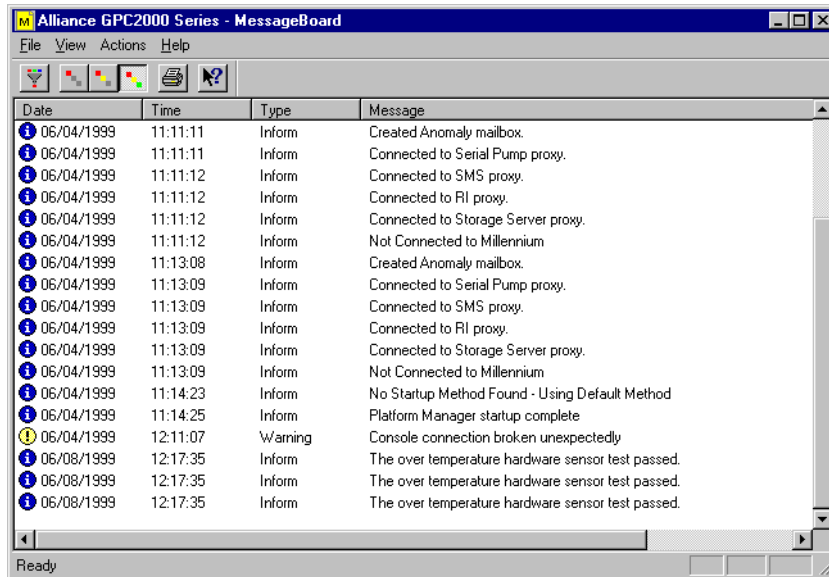 Alliance GPC2000 Series - MessageBoard
File View Actions Help
Date Time Type Message
06/04/1999 11:11:11 Inform Created Anomaly mailbox.
06/04/1999 11:11:11 Inform Connected to Serial Pump proxy.
06/04/1999 11:11:12 Inform Connected to SMS proxy.
06/04/1999 11:11:12 Inform Connected to RI proxy.
06/04/1999 11:11:12 Inform Connected to Storage Server proxy.
06/04/1999 11:11:12 Inform Not Connected to Millennium
06/04/1999 11:13:08 Inform Created Anomaly mailbox.
06/04/1999 11:13:09 Inform Connected to Serial Pump proxy.
06/04/1999 11:13:09 Inform Connected to SMS proxy.
06/04/1999 11:13:09 Inform Connected to RI proxy.
06/04/1999 11:13:09 Inform Connected to Storage Server proxy.
06/04/1999 11:13:09 Inform Not Connected to Millennium
06/04/1999 11:14:23 Inform No Startup Method Found - Using Default Method
06/04/1999 11:14:25 Inform Platform Manager startup complete
06/04/1999 12:11:07 Warning Console connection broken unexpectedly
06/08/1999 12:17:35 Inform The over temperature hardware sensor test passed.
06/08/1999 12:17:35 Inform The over temperature hardware sensor test passed.
06/08/1999 12:17:35 Inform The over temperature hardware sensor test passed.
Ready